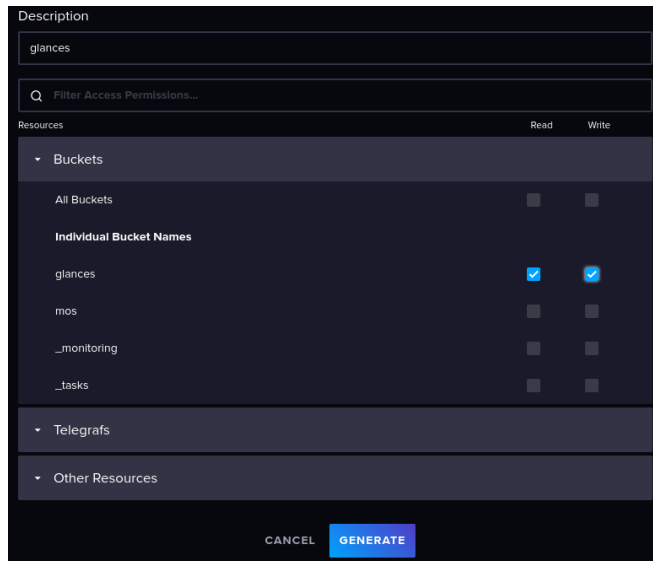 Description
glances
Filter Access Permissions...
Resources Read Write
Buckets
All Buckets
Individual Bucket Names
glances
mos
_monitoring
_tasks
Telegrafs
Other Resources
CANCEL GENERATE